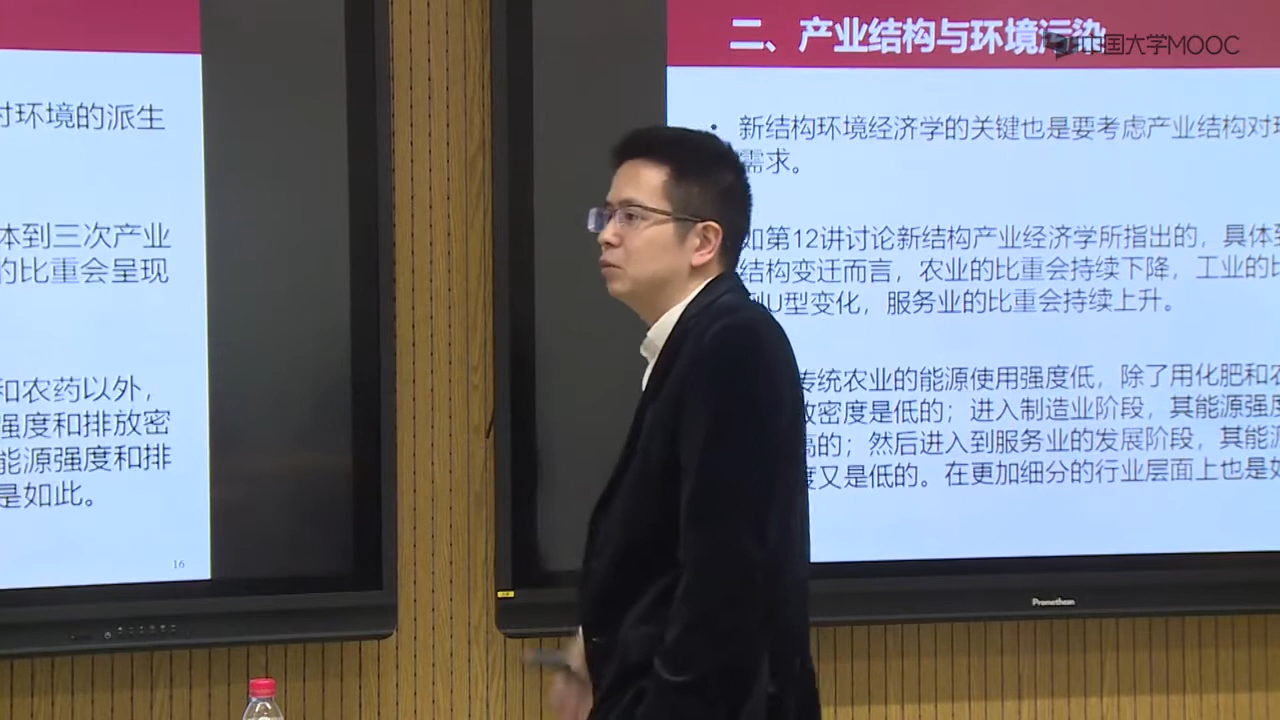 对环境的派生
体到三次产业
的比重会呈现
和农药以外，
强度和排放密
能源强度和排
是如此。
16
二、产业结构与环境污染
中国大学MOOC
• 新结构环境经济学的关键也是要考虑产业结构对环
需求。
如第12讲讨论新结构产业经济学所指出的，具体到
结构变迁而言，农业的比重会持续下降，工业的比
到U型变化，服务业的比重会持续上升。
传统农业的能源使用强度低，除了用化肥和农
放密度是低的；进入制造业阶段，其能源强度
高的；然后进入到服务业的发展阶段，其能源
度又是低的。在更加细分的行业层面上也是如
Promethean